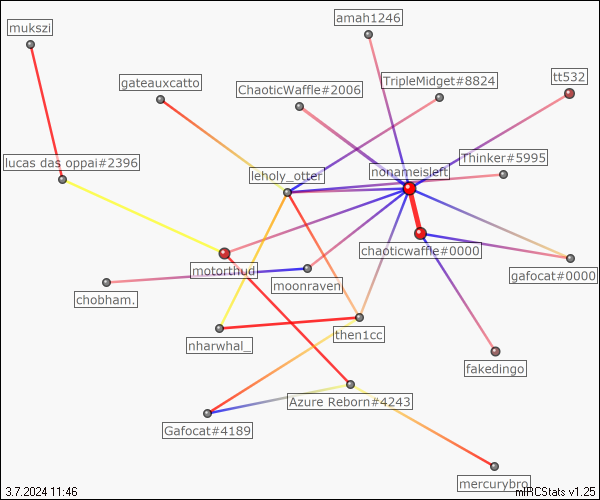 amah1246
mukszi
tt532
TripleMidget#8824
gateauxcatto
ChaoticWaffle#2006
Thinker#5995
lucas das oppai#2396
nonameisleft
leholy_otter
chaoticwaffle#0000
motorthud
gafocat#0000
moonraven
chobham.
then1cc
nharwhal_
fakedingo
Azure Reborn#4243
Gafocat#4189
mercurybro
3.7.2024 11:46
mIRCStats v1.25